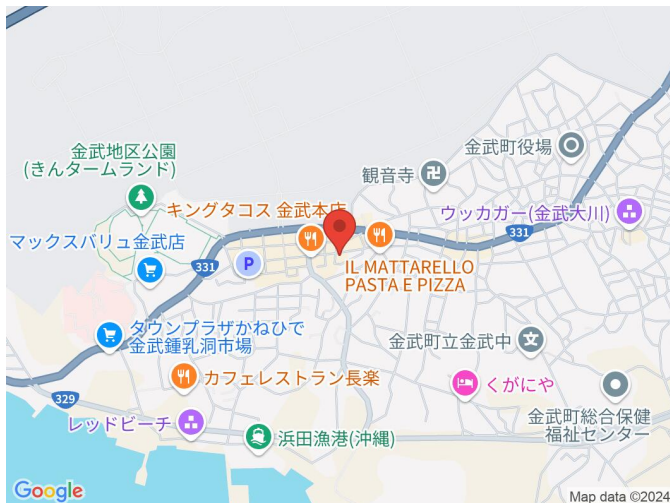 金武地区公園
(きんタームランド)
金武町役場
観音寺
キングタコス 金武本店
ウッカガー(金武大川)
マックスバリュ金武店
331
331
P
IL MATTARELLO
PASTA E PIZZA
タウンプラザかねひで
金武鍾乳洞市場
金武町立金武中
文
カフェレストラン長楽
くがにや
329
レッドビーチ
浜田漁港(沖縄)
金武町総合保健
福祉センター
Google
Map data ©2024